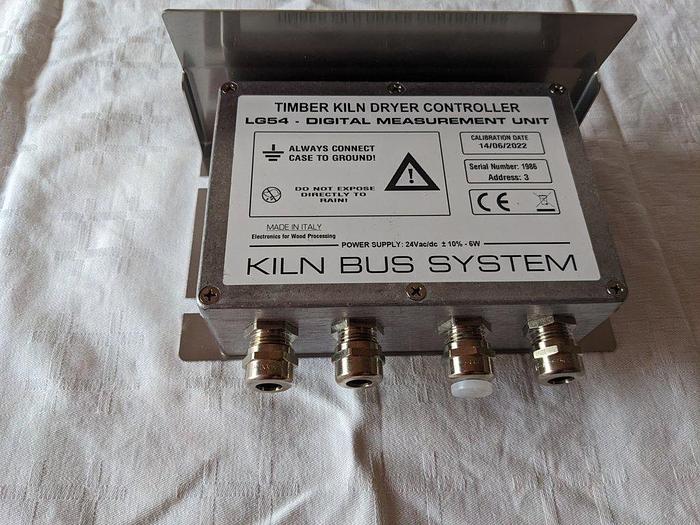 TIMBER KILN DRYER CONTROLLER
LG54 - DIGITAL MEASUREMENT UNIT
ALWAYS CONNECT
CASE TO GROUND!
DO NOT EXPOSE
DIRECTLY TO
RAIN!
CALIBRATION DATE
14/06/2022
Serial Number: 1986
Address: 3
CE
MADE IN ITALY
Electronics for Wood Processing
POWER SUPPLY: 24Vac/dc ± 10% - 6W
KILN BUS SYSTEM